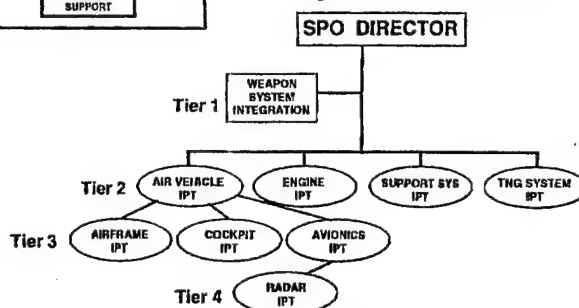 SUPPORT
SPO DIRECTOR
WEAPON
SYSTEM
INTEGRATION
Tier 1
Tier 2
AIR VEHICLE
IPT
ENGINE
IPT
SUPPORT SYS
IPT
TNG SYSTEM
IPT
Tier 3
AIRFRAME
IPT
COCKPIT
IPT
AVIONICS
IPT
Tier 4
RADAR
IPT